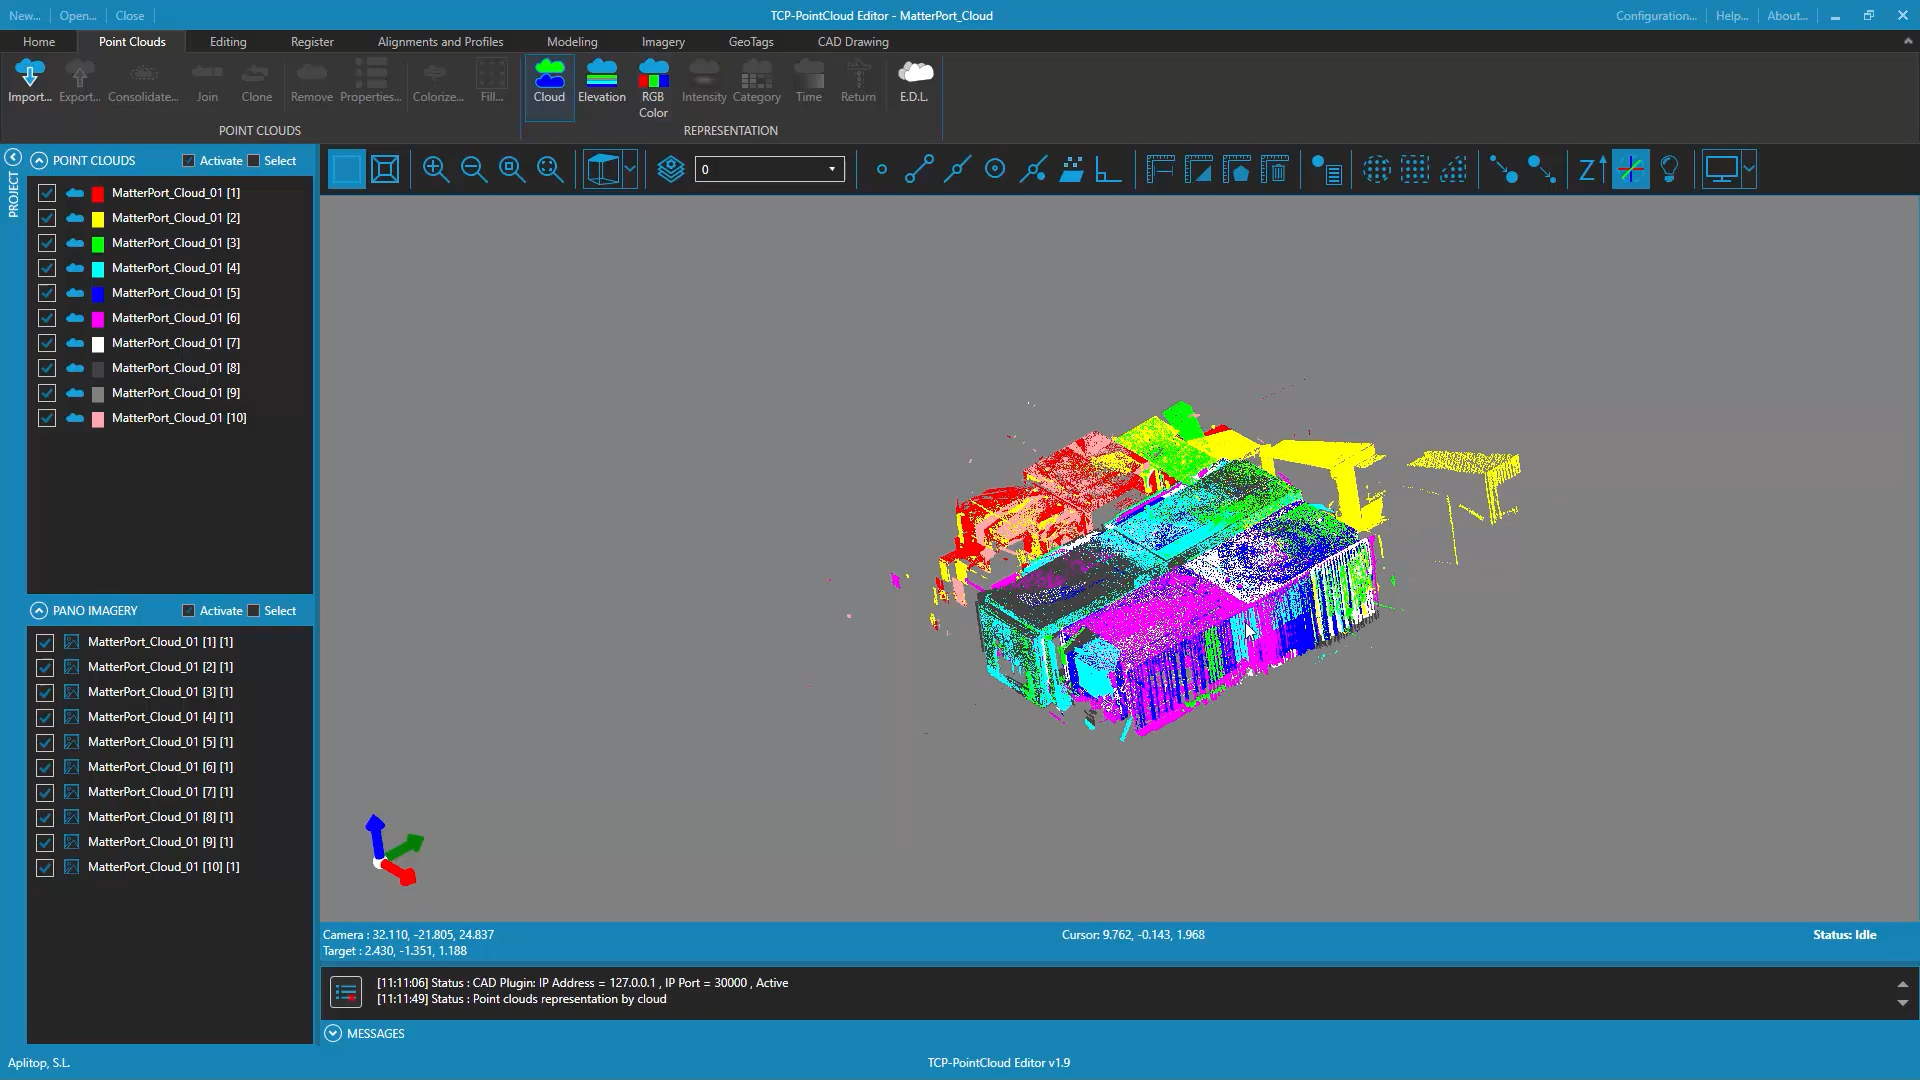 New... Open... Close
TCP-PointCloud Editor - MatterPort_Cloud
Configuration... Help... About...
Home Point Clouds Editing Register Alignments and Profiles Modeling Imagery GeoTags CAD Drawing
Import... Export... Consolidate... Join Clone Remove Properties... Colorize... Fill...
Cloud Elevation RGB Color Intensity Category Time Return E.D.L.
POINT CLOUDS
REPRESENTATION
PROJECT
POINT CLOUDS Activate Select
MatterPort_Cloud_01 [1]
MatterPort_Cloud_01 [2]
MatterPort_Cloud_01 [3]
MatterPort_Cloud_01 [4]
MatterPort_Cloud_01 [5]
MatterPort_Cloud_01 [6]
MatterPort_Cloud_01 [7]
MatterPort_Cloud_01 [8]
MatterPort_Cloud_01 [9]
MatterPort_Cloud_01 [10]
0
Z
PANO IMAGERY Activate Select
MatterPort_Cloud_01 [1] [1]
MatterPort_Cloud_01 [2] [1]
MatterPort_Cloud_01 [3] [1]
MatterPort_Cloud_01 [4] [1]
MatterPort_Cloud_01 [5] [1]
MatterPort_Cloud_01 [6] [1]
MatterPort_Cloud_01 [7] [1]
MatterPort_Cloud_01 [8] [1]
MatterPort_Cloud_01 [9] [1]
MatterPort_Cloud_01 [10] [1]
Camera : 32.110, -21.805, 24.837
Target : 2.430, -1.351, 1.188
Cursor: 9.762, -0.143, 1.968
Status: Idle
[11:11:06] Status : CAD Plugin: IP Address = 127.0.0.1 , IP Port = 30000 , Active
[11:11:49] Status : Point clouds representation by cloud
MESSAGES
Aplitop, S.L.
TCP-PointCloud Editor v1.9